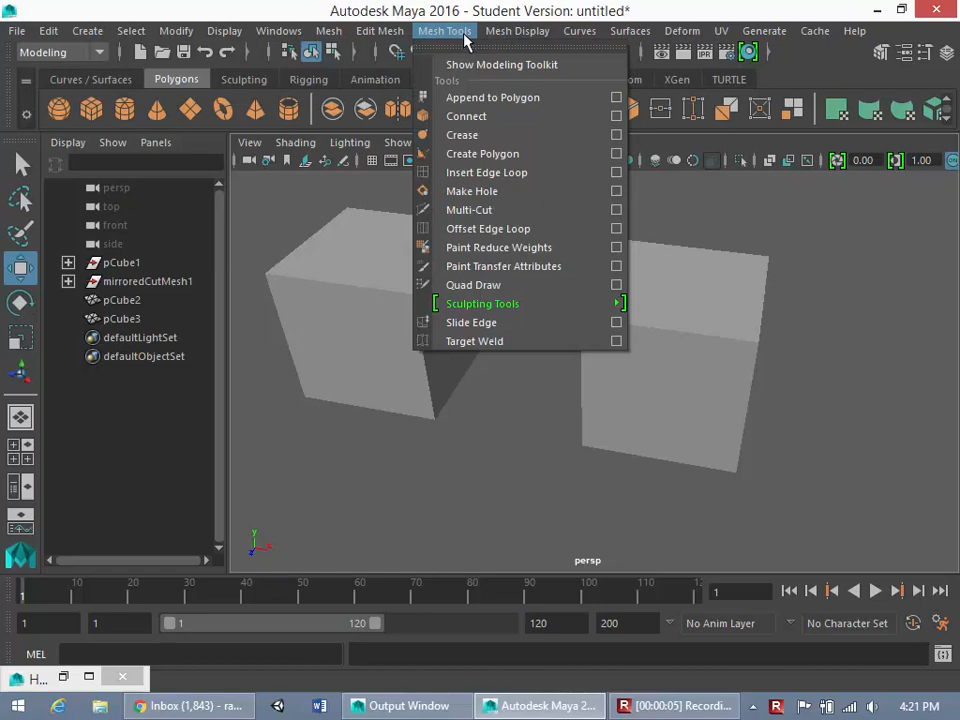 Autodesk Maya 2016 - Student Version: untitled*
File Edit Create Select Modify Display Windows Mesh Edit Mesh Mesh Tools Mesh Display Curves Surfaces Deform UV Generate Cache Help
Modeling
Curves / Surfaces Polygons Sculpting Rigging Animation XGen TURTLE
Display Show Panels
View Shading Lighting Show
0.00 1.00
persp
top
front
side
pCube1
mirroredCutMesh1
pCube2
pCube3
defaultLightSet
defaultObjectSet
Show Modeling Toolkit
Tools
Append to Polygon
Connect
Crease
Create Polygon
Insert Edge Loop
Make Hole
Multi-Cut
Offset Edge Loop
Paint Reduce Weights
Paint Transfer Attributes
Quad Draw
Sculpting Tools
Slide Edge
Target Weld
y
z x
persp
1 10 20 30 40 50 60 70 80 90 100 110 12
1
1 1 1 120 120 200 No Anim Layer No Character Set
MEL
H...
Inbox (1,843) - ra... Output Window Autodesk Maya 2... [00:00:05] Recordi... 4:21 PM